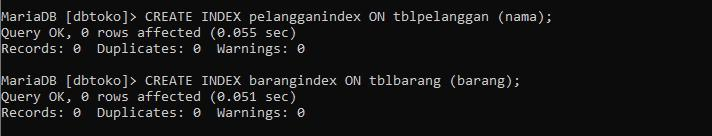 MariaDB [dbtoko]> CREATE INDEX pelangganindex ON tblpelanggan (nama);
Query OK, 0 rows affected (0.055 sec)
Records: 0  Duplicates: 0  Warnings: 0
MariaDB [dbtoko]> CREATE INDEX barangindex ON tblbarang (barang);
Query OK, 0 rows affected (0.051 sec)
Records: 0  Duplicates: 0  Warnings: 0